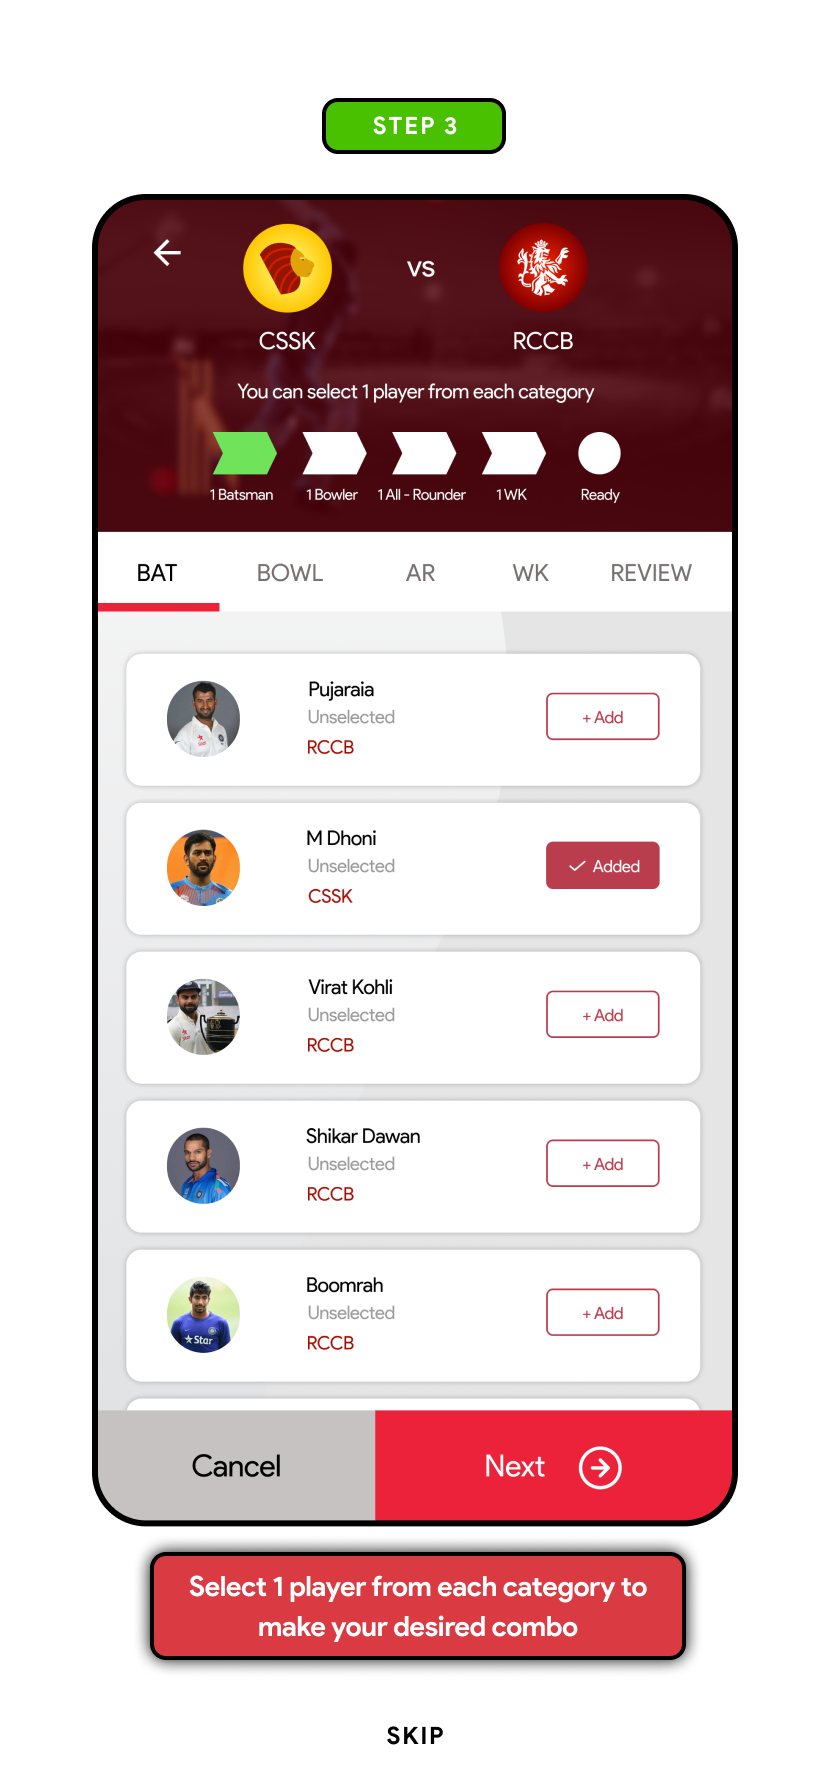 STEP 3
VS
CSSK
RCCB
You can select 1 player from each category
1 Batsman
1 Bowler
1 All - Rounder
1 WK
Ready
BAT
BOWL
AR
WK
REVIEW
Pujaraia
Unselected
RCCB
+ Add
M Dhoni
Unselected
CSSK
Added
Virat Kohli
Unselected
RCCB
+ Add
Shikar Dawan
Unselected
RCCB
+ Add
Boomrah
Unselected
RCCB
+ Add
Star
Cancel
Next
Select 1 player from each category to
make your desired combo
SKIP